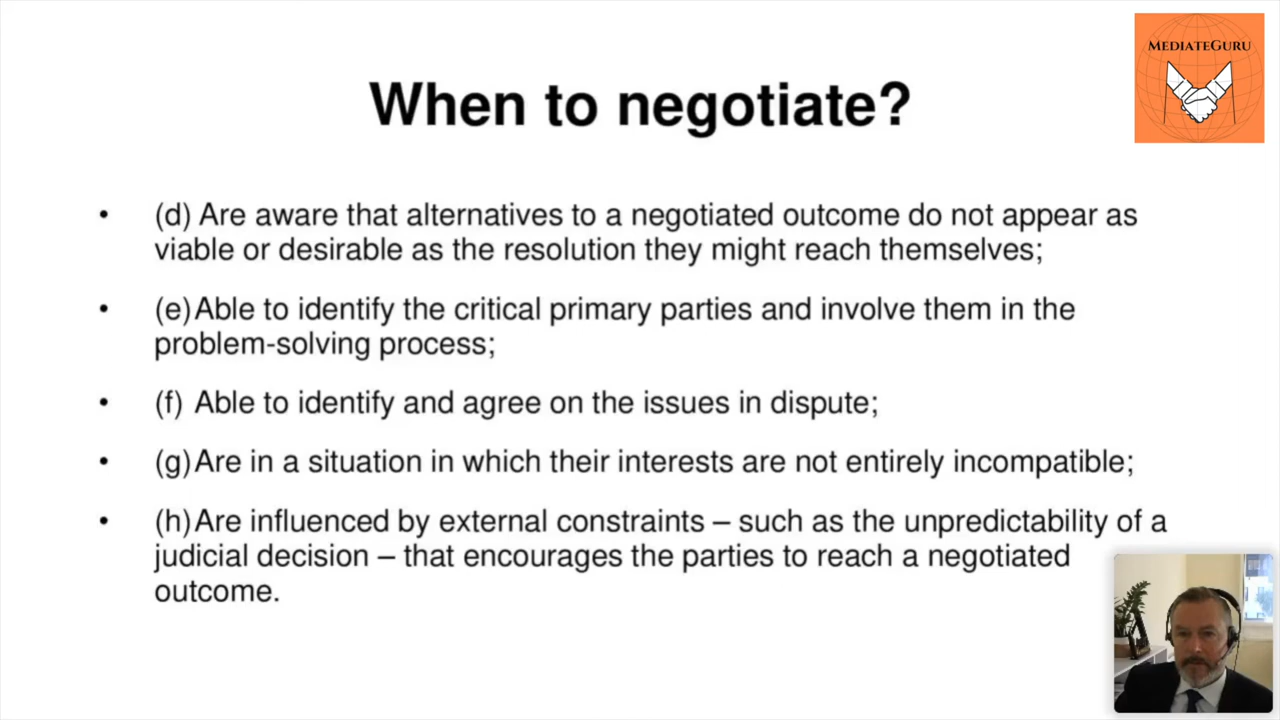 MEDIATEGURU
When to negotiate?
• (d) Are aware that alternatives to a negotiated outcome do not appear as
viable or desirable as the resolution they might reach themselves;
• (e)Able to identify the critical primary parties and involve them in the
problem-solving process;
• (f) Able to identify and agree on the issues in dispute;
• (g)Are in a situation in which their interests are not entirely incompatible;
• (h)Are influenced by external constraints – such as the unpredictability of a
judicial decision – that encourages the parties to reach a negotiated
outcome.